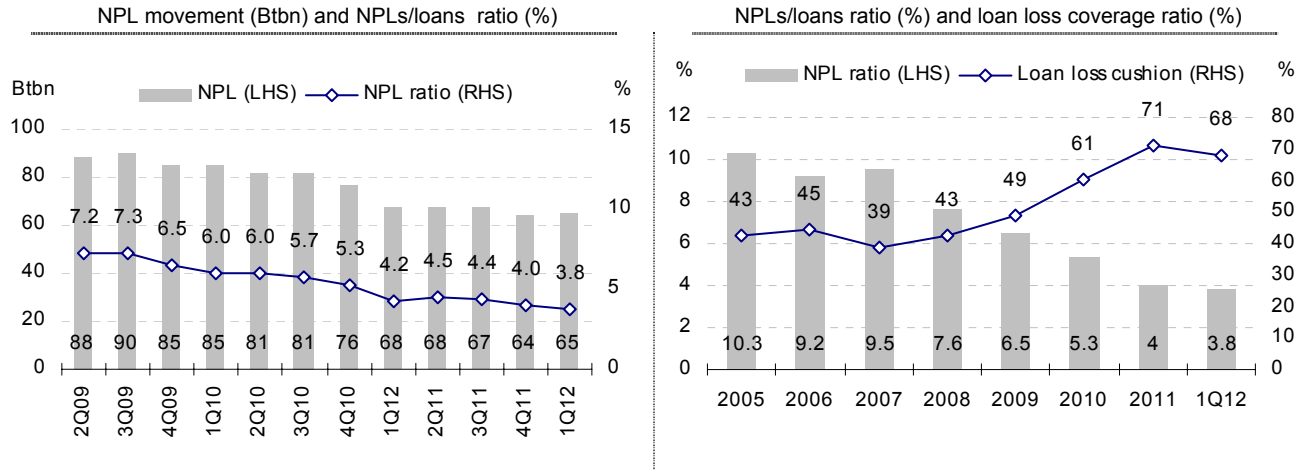 NPL movement (Btbn) and NPLs/loans ratio (%)
Btbn
NPL (LHS)
NPL ratio (RHS)
%
100
80
60
40
20
0
15
10
5
0
7.2 7.3 6.5 6.0 6.0 5.7 5.3 4.2 4.5 4.4 4.0 3.8
88 90 85 85 81 81 76 68 68 67 64 65
2Q09
3Q09
4Q09
1Q10
2Q10
3Q10
4Q10
1Q12
2Q11
3Q11
4Q11
1Q12
NPLs/loans ratio (%) and loan loss coverage ratio (%)
%
NPL ratio (LHS)
Loan loss cushion (RHS)
%
12
10
8
6
4
2
0
80
70
60
50
40
30
20
10
0
43 45 39 43 49 61 71 68
10.3 9.2 9.5 7.6 6.5 5.3 4 3.8
2005 2006 2007 2008 2009 2010 2011 1Q12